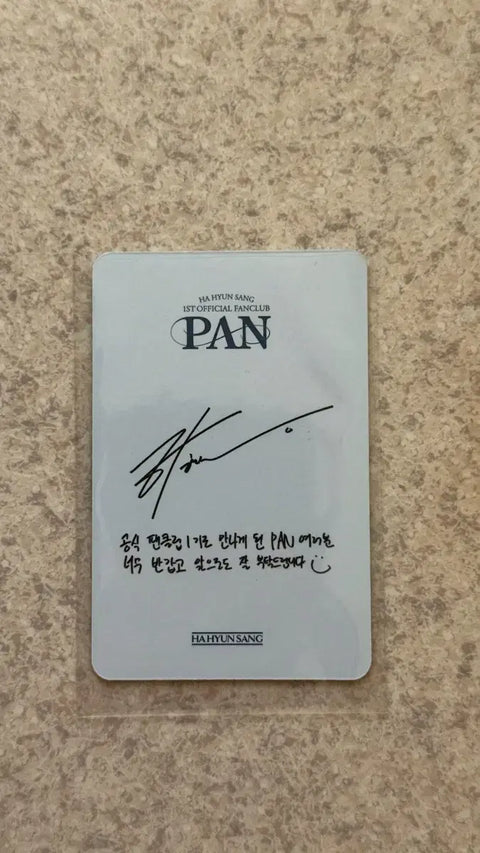 HA HYUN SANG
1ST OFFICIAL FANCLUB
PAN
공식 팬클럽 1기로 만나게 된 PAN 여러분
너무 반갑고 앞으로도 잘 부탁드립니다
HA HYUN SANG